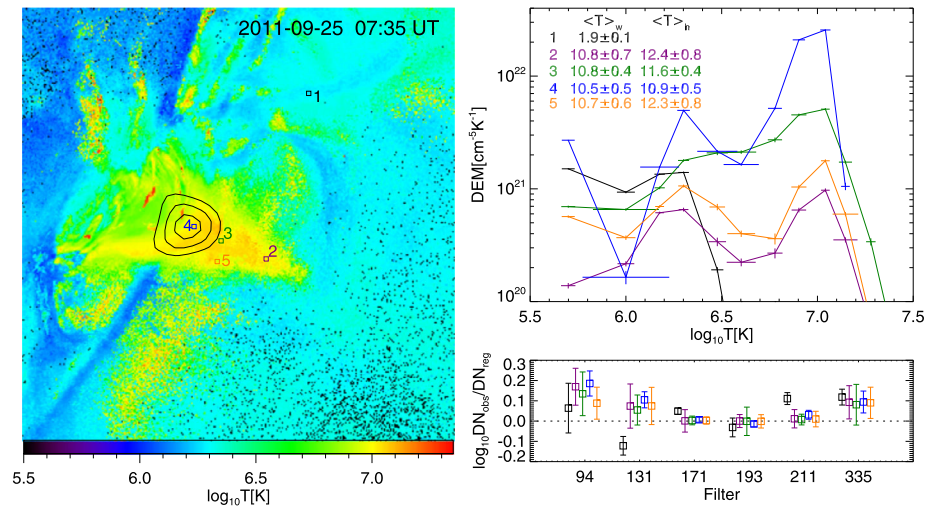 2011-09-25 07:35 UT
1
2
3
4
5
5.5 6.0 6.5 7.0
log10T[K]
<T>w <T>h
1 1.9±0.1
2 10.8±0.7 12.4±0.8
3 10.8±0.4 11.6±0.4
4 10.5±0.5 10.9±0.5
5 10.7±0.6 12.3±0.8
DEM[cm-5K-1]
10^22
10^21
10^20
5.5 6.0 6.5 7.0 7.5
log10T[K]
log10DNobs/DNreg
0.3
0.2
0.1
0.0
-0.1
-0.2
94 131 171 193 211 335
Filter